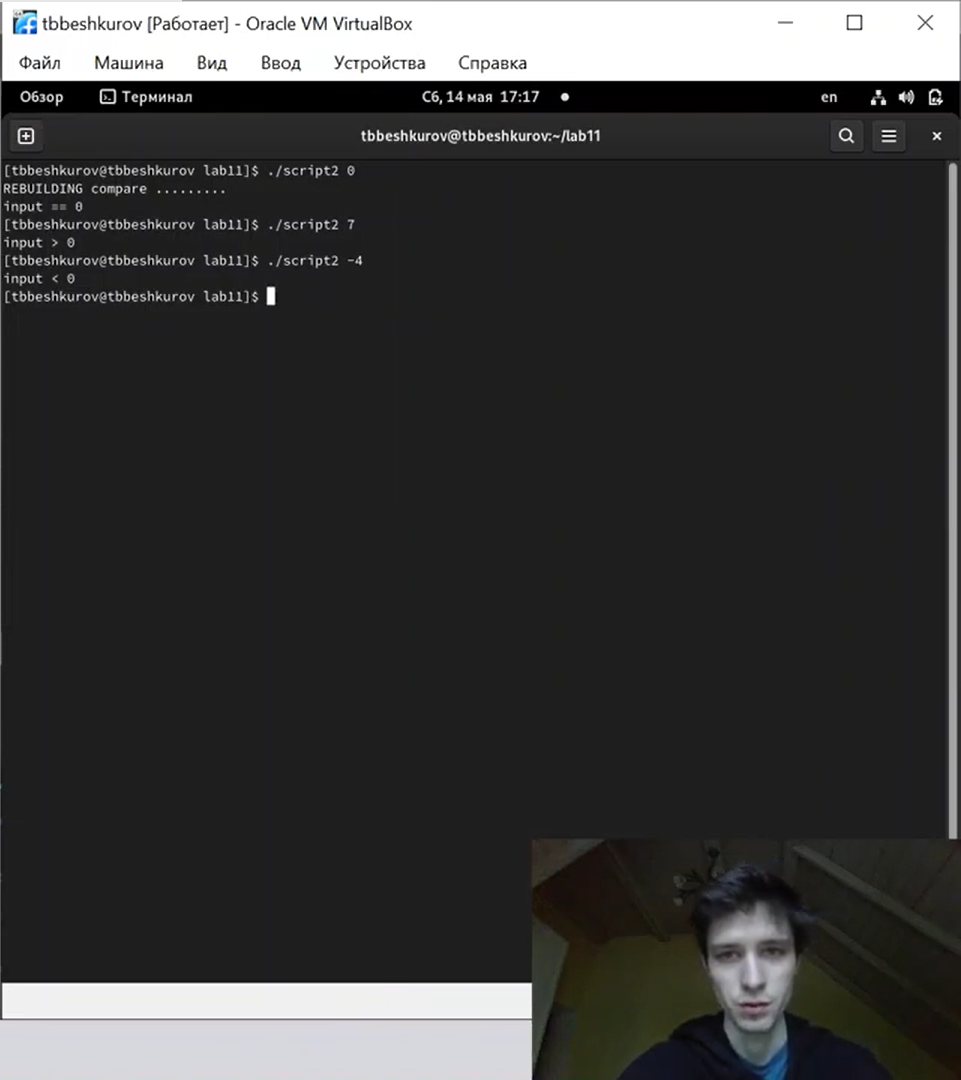 tbbeshkurov [Работает] - Oracle VM VirtualBox
Файл Машина Вид Ввод Устройства Справка
Обзор Терминал Сб, 14 мая 17:17 en
tbbeshkurov@tbbeshkurov:~/lab11
[tbbeshkurov@tbbeshkurov lab11]$ ./script2 0
REBUILDING compare .........
input == 0
[tbbeshkurov@tbbeshkurov lab11]$ ./script2 7
input > 0
[tbbeshkurov@tbbeshkurov lab11]$ ./script2 -4
input < 0
[tbbeshkurov@tbbeshkurov lab11]$